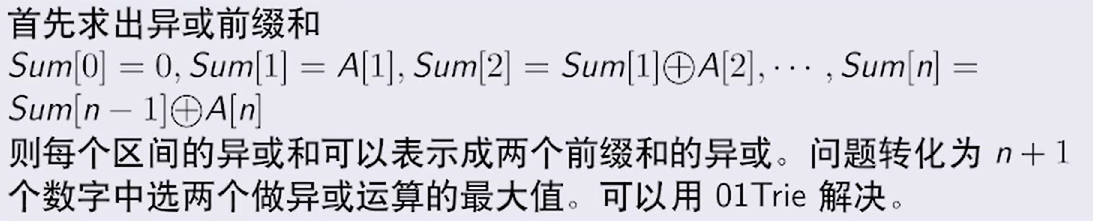 首先求出异或前缀和
Sum[0] = 0, Sum[1] = A[1], Sum[2] = Sum[1]⊕A[2], ⋯ , Sum[n] =
Sum[n − 1]⊕A[n]
则每个区间的异或和可以表示成两个前缀和的异或。问题转化为 n + 1
个数字中选两个做异或运算的最大值。可以用 01Trie 解决。